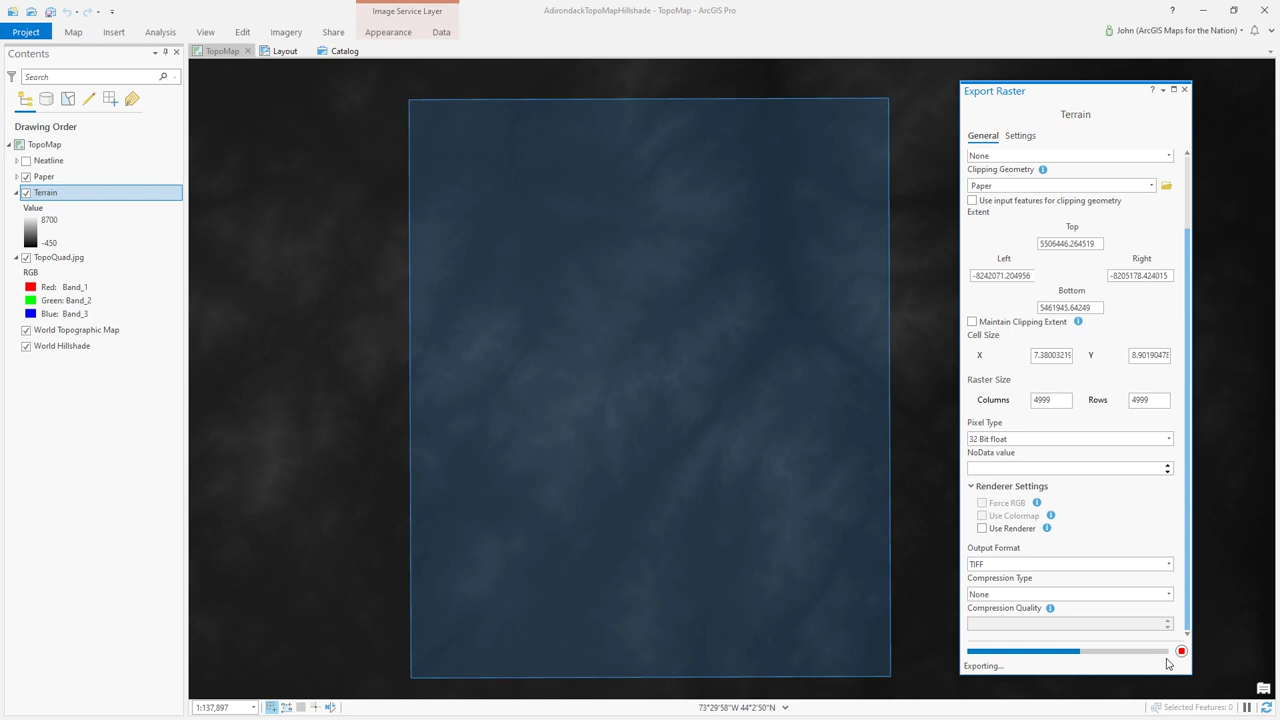 Image Service Layer
AdirondackTopoMapHillshade - TopoMap - ArcGIS Pro
?
Project Map Insert Analysis View Edit Imagery Share Appearance Data
John (ArcGIS Maps for the Nation)
Contents
TopoMap
Layout
Catalog
Search
Drawing Order
TopoMap
Neatline
Paper
Terrain
Value
8700
-450
TopoQuad.jpg
RGB
Red: Band_1
Green: Band_2
Blue: Band_3
World Topographic Map
World Hillshade
Export Raster
?
Terrain
General Settings
None
Clipping Geometry
Paper
Use input features for clipping geometry
Extent
Top
5506446.264519
Left Right
-8242071.204956 -8205178.424015
Bottom
5461945.64249
Maintain Clipping Extent
Cell Size
X 7.38003219 Y 8.90190478
Raster Size
Columns 4999 Rows 4999
Pixel Type
32 Bit float
NoData value
Renderer Settings
Force RGB
Use Colormap
Use Renderer
Output Format
TIFF
Compression Type
None
Compression Quality
Exporting...
1:137,897
73°29'58"W 44°2'50"N
Selected Features: 0